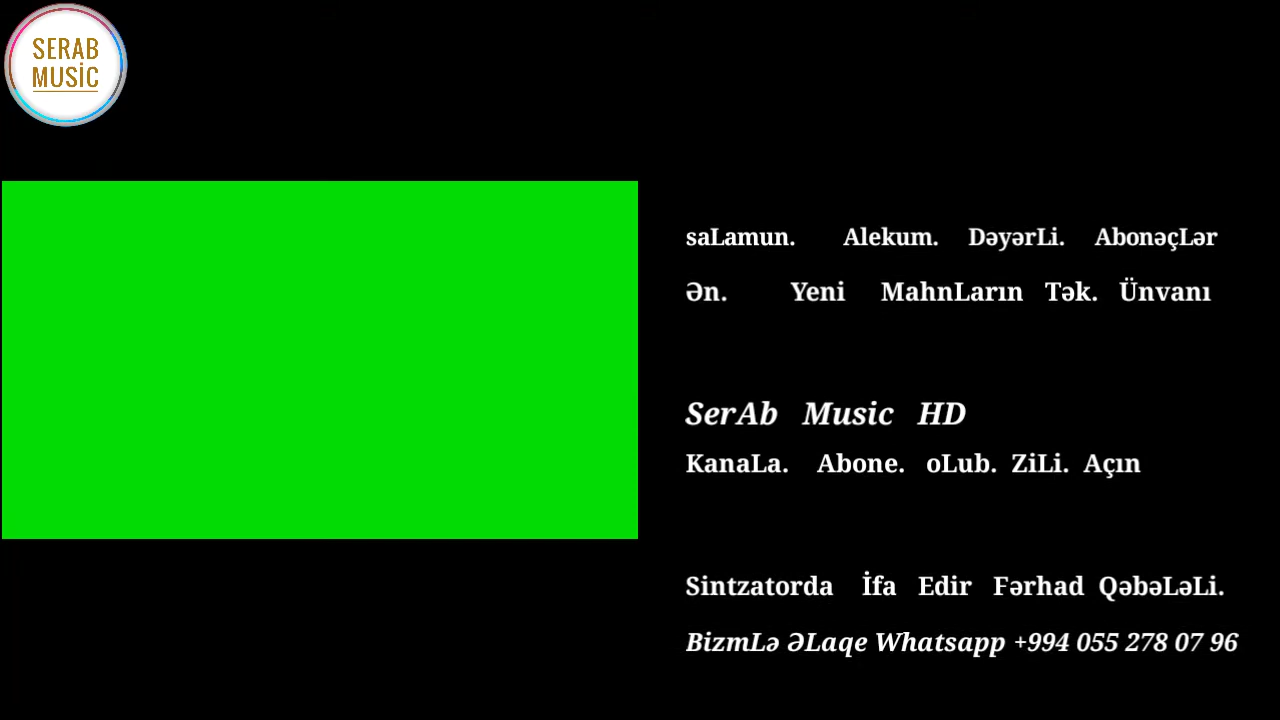 SERAB
MUSİC
saLamun. Alekum. DəyərLi. AbonəçLər
Ən. Yeni MahnLarın Tək. Ünvanı
SerAb Music HD
KanaLa. Abone. oLub. ZiLi. Açın
Sintzatorda İfa Edir Fərhad QəbəLəLi.
BizmLə ƏLaqe Whatsapp +994 055 278 07 96